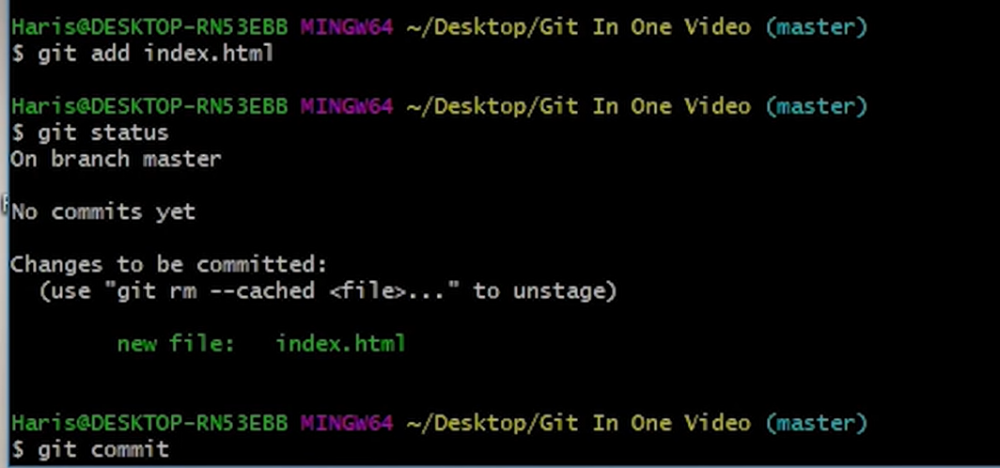 Haris@DESKTOP-RN53EBB MINGW64 ~/Desktop/Git In One Video (master)
$ git add index.html
Haris@DESKTOP-RN53EBB MINGW64 ~/Desktop/Git In One Video (master)
$ git status
On branch master
No commits yet
Changes to be committed:
(use "git rm --cached <file>..." to unstage)
new file: index.html
Haris@DESKTOP-RN53EBB MINGW64 ~/Desktop/Git In One Video (master)
$ git commit